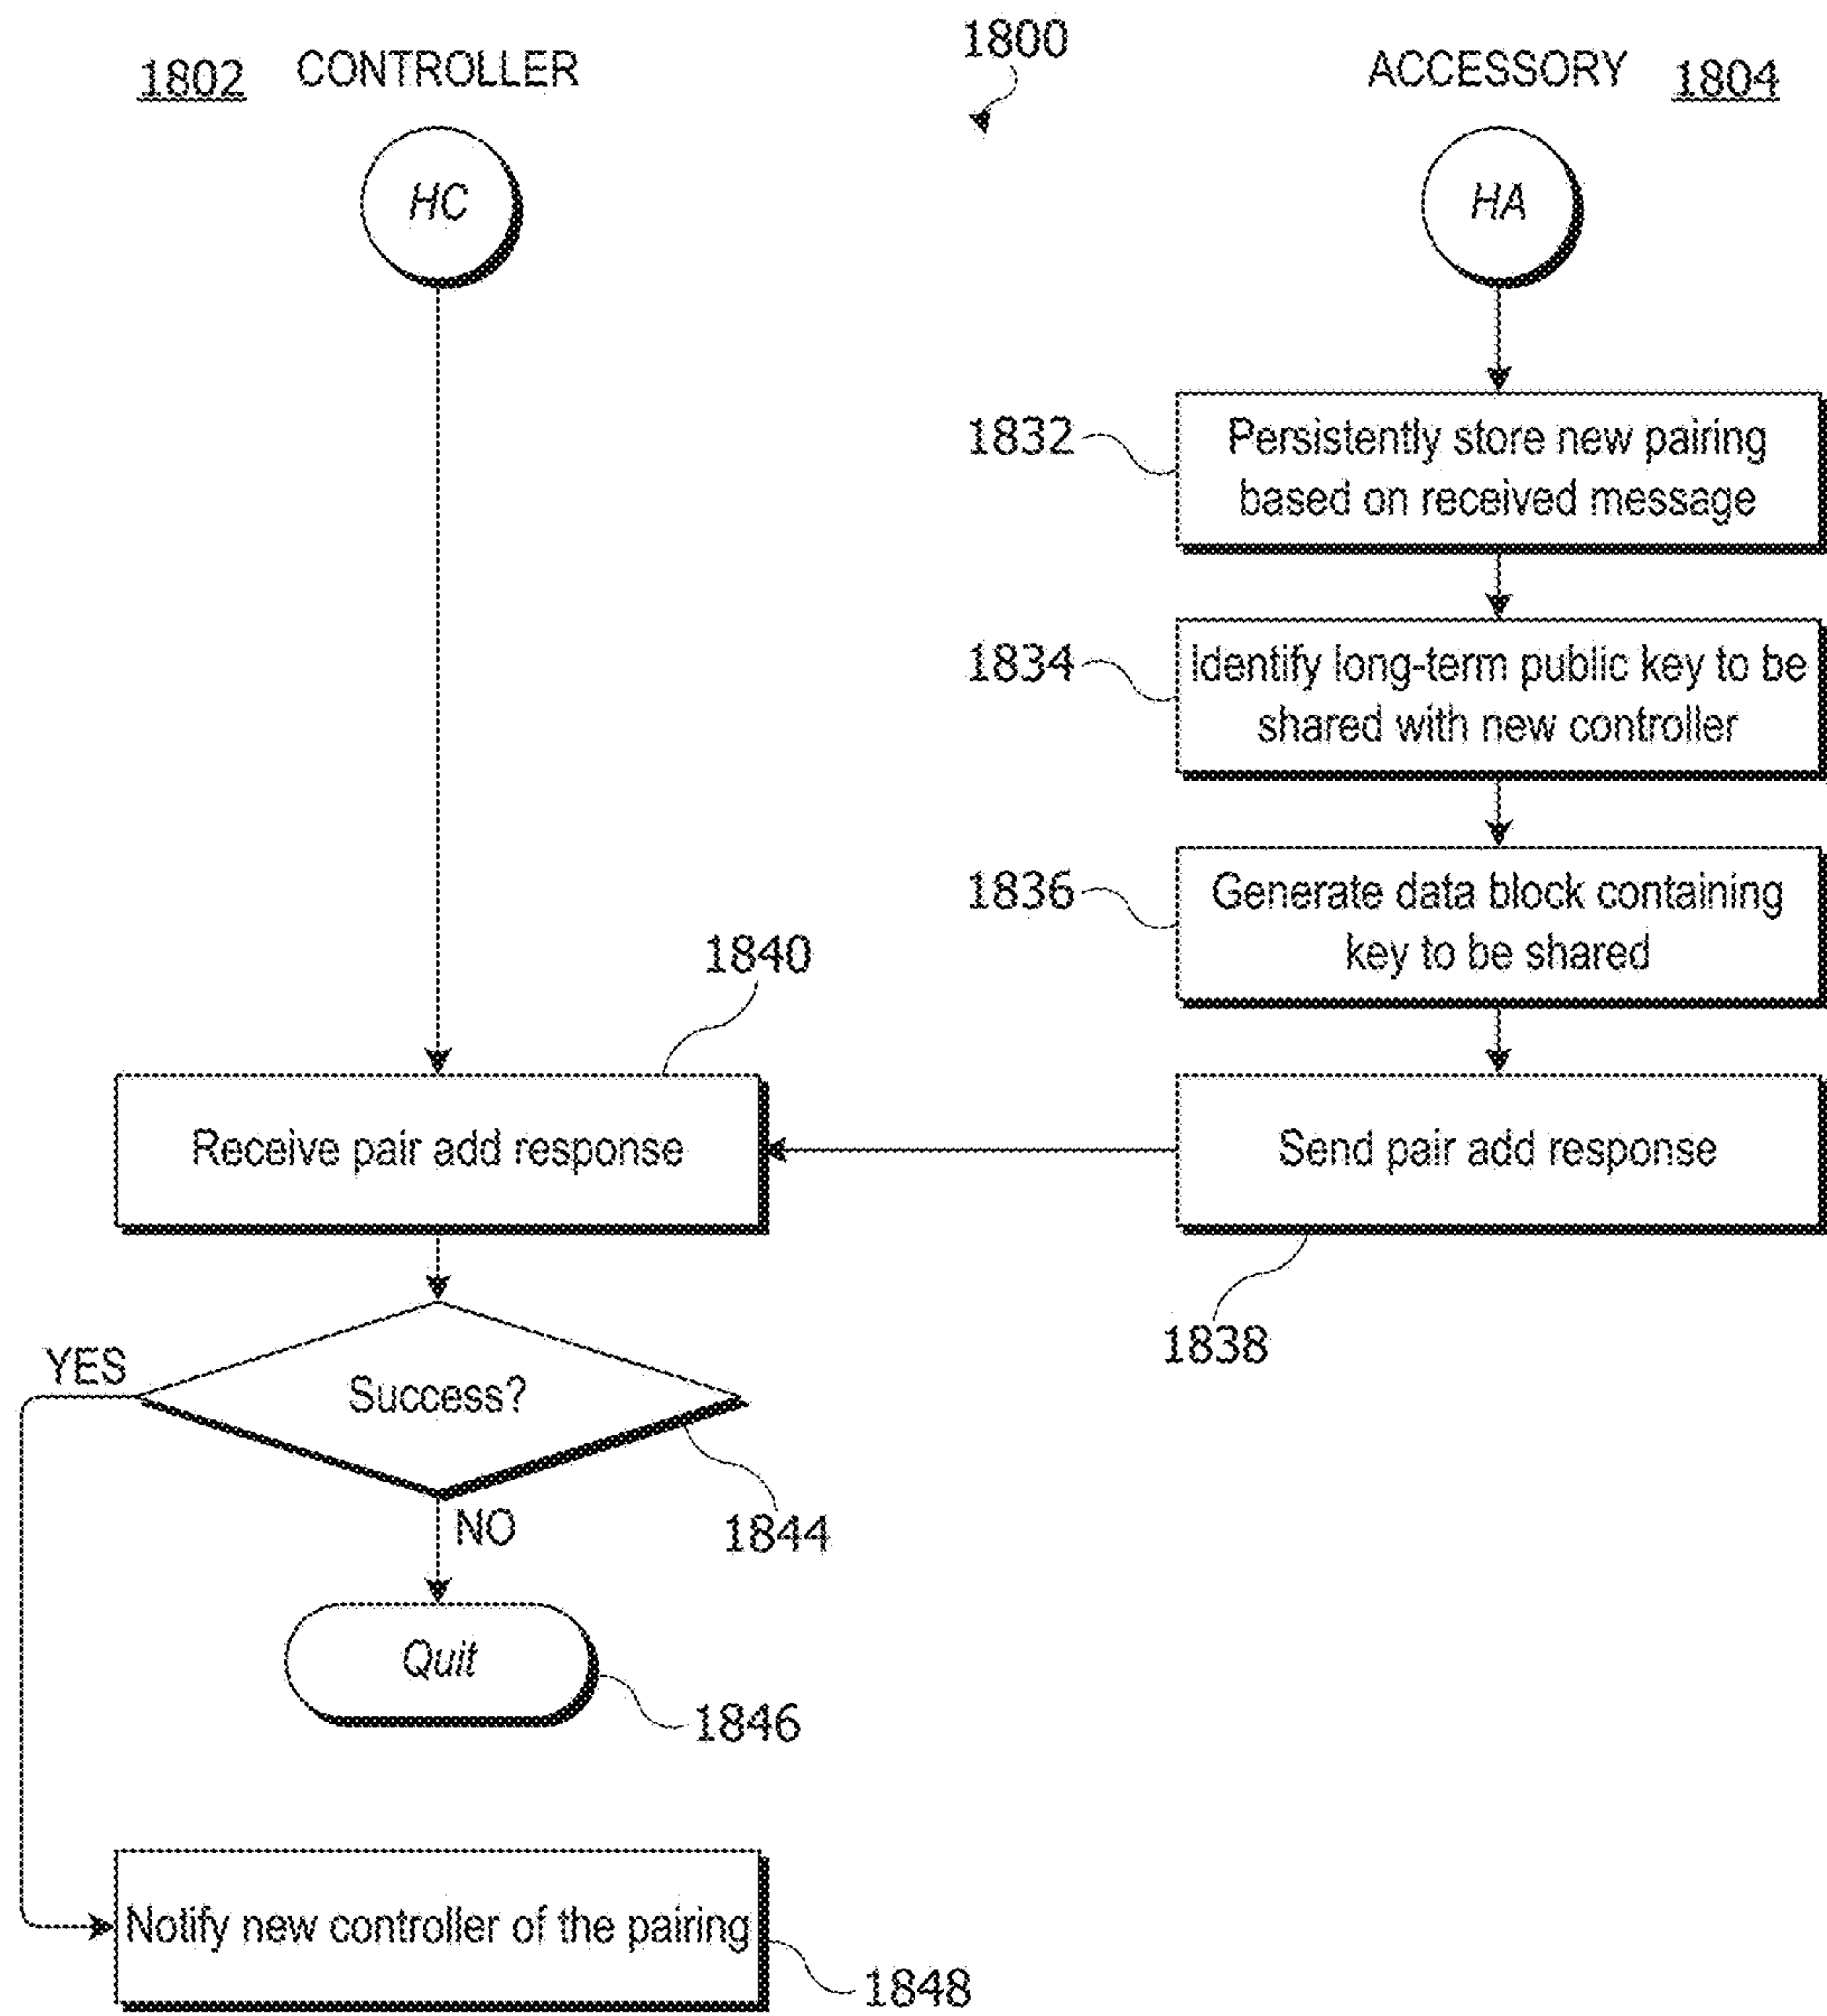 1800
1802 CONTROLLER
ACCESSORY 1804
HC
HA
1832
Persistently store new pairing
based on received message
1834
Identify long-term public key to be
shared with new controller
1836
Generate data block containing
key to be shared
1840
Receive pair add response
Send pair add response
1838
YES
Success?
1844
NO
Quit
1846
Notify new controller of the pairing
1848